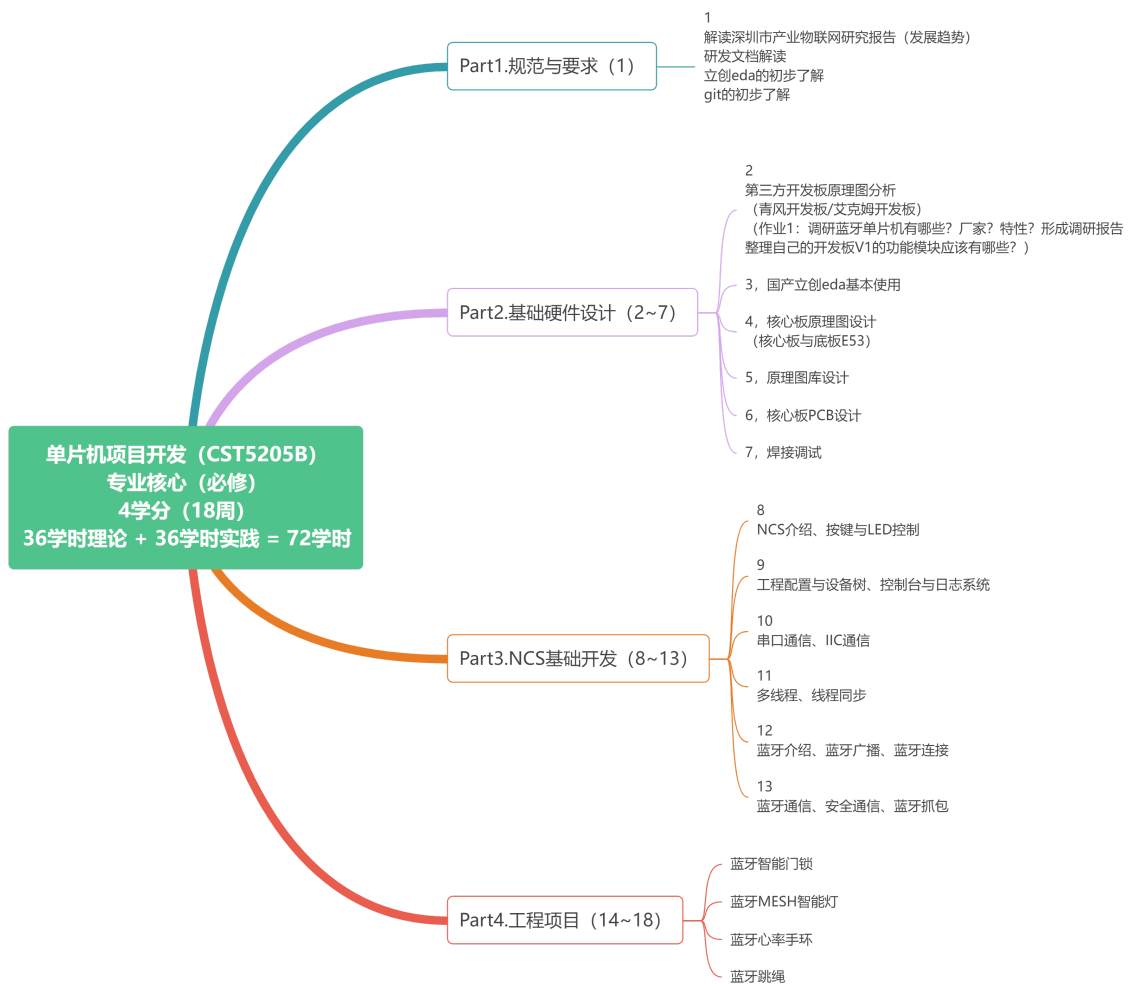 单片机项目开发（CST5205B）
专业核心（必修）
4学分（18周）
36学时理论 + 36学时实践 = 72学时
Part1.规范与要求（1）
1
解读深圳市产业物联网研究报告（发展趋势）
研发文档解读
立创eda的初步了解
git的初步了解
Part2.基础硬件设计（2~7）
2
第三方开发板原理图分析
（青风开发板/艾克姆开发板）
（作业1：调研蓝牙单片机有哪些？厂家？特性？形成调研报告
整理自己的开发板V1的功能模块应该有哪些？）
3，国产立创eda基本使用
4，核心板原理图设计
（核心板与底板E53）
5，原理图库设计
6，核心板PCB设计
7，焊接调试
Part3.NCS基础开发（8~13）
8
NCS介绍、按键与LED控制
9
工程配置与设备树、控制台与日志系统
10
串口通信、IIC通信
11
多线程、线程同步
12
蓝牙介绍、蓝牙广播、蓝牙连接
13
蓝牙通信、安全通信、蓝牙抓包
Part4.工程项目（14~18）
蓝牙智能门锁
蓝牙MESH智能灯
蓝牙心率手环
蓝牙跳绳